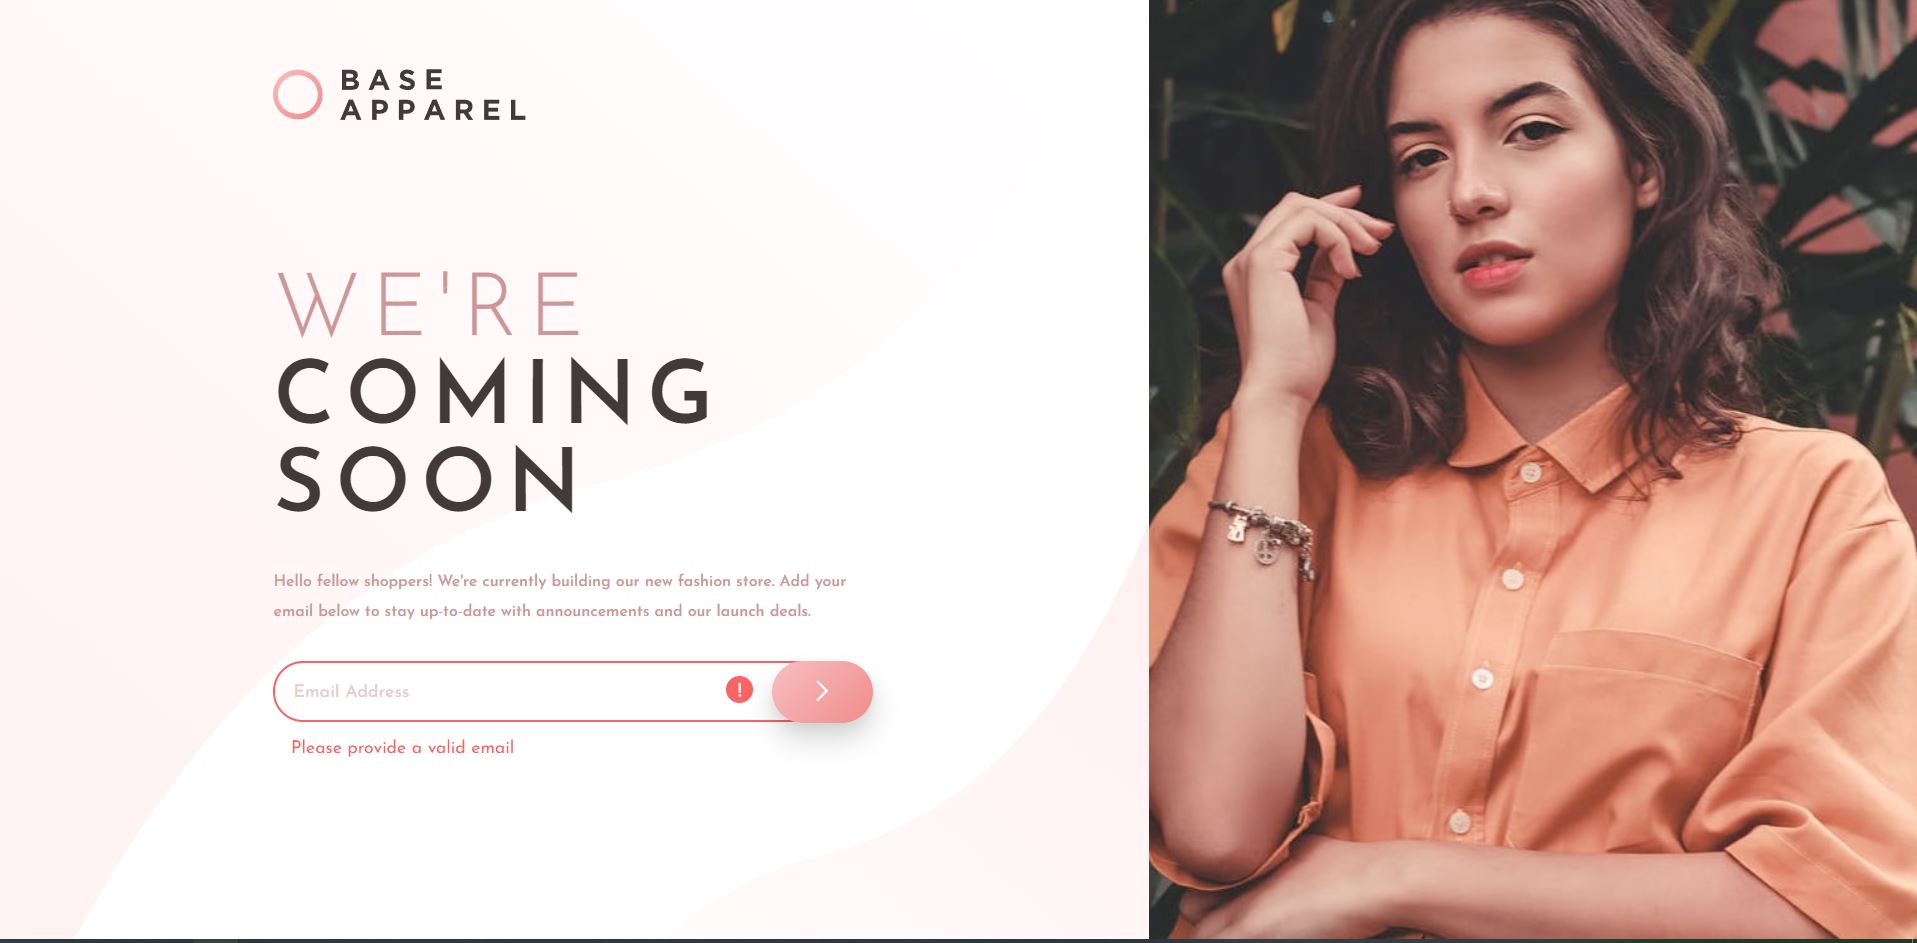 BASE
APPAREL
WE'RE
COMING
SOON
Hello fellow shoppers! We're currently building our new fashion store. Add your
email below to stay up-to-date with announcements and our launch deals.
Email Address
!
Please provide a valid email